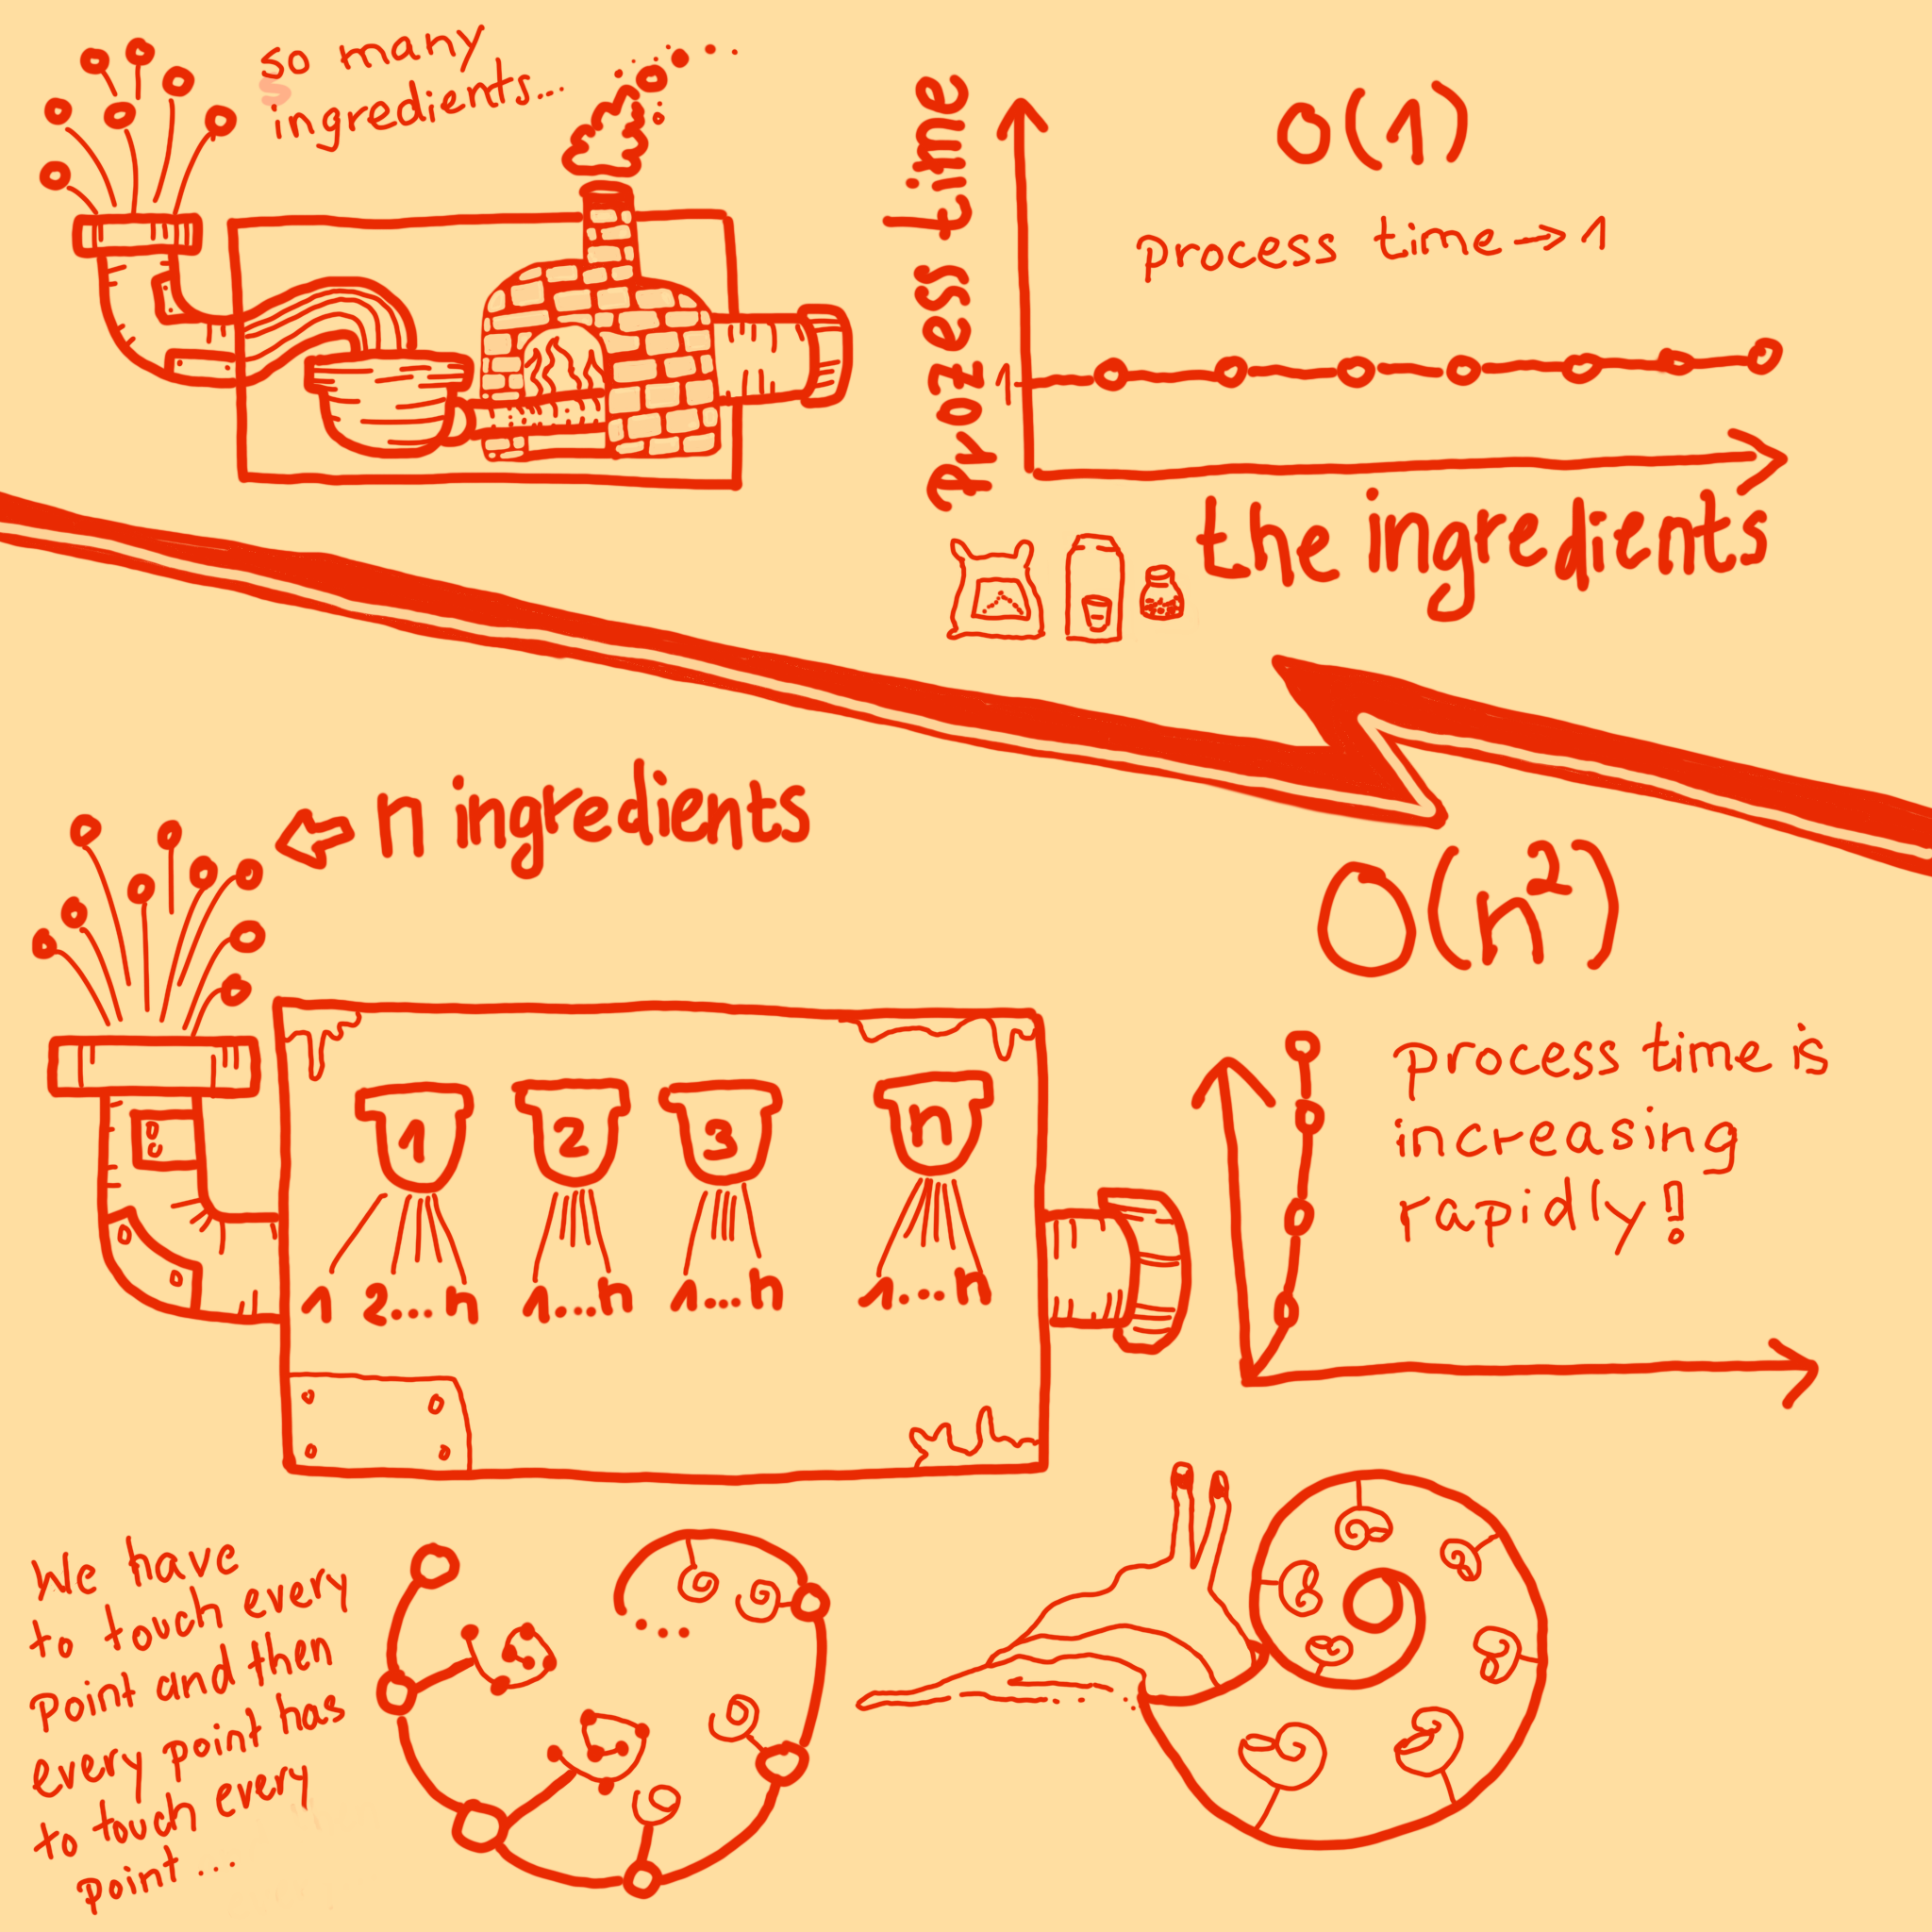 so many
ingredients...
Prozess time
O(1)
process time → 1
1
the ingredients
n ingredients
O(n²)
1
2
3
n
1 2... n
1....n
1....n
1....n
process time is
increasing
rapidly!!
We have
to touch every
point and then
every point has
to touch every
point...
...